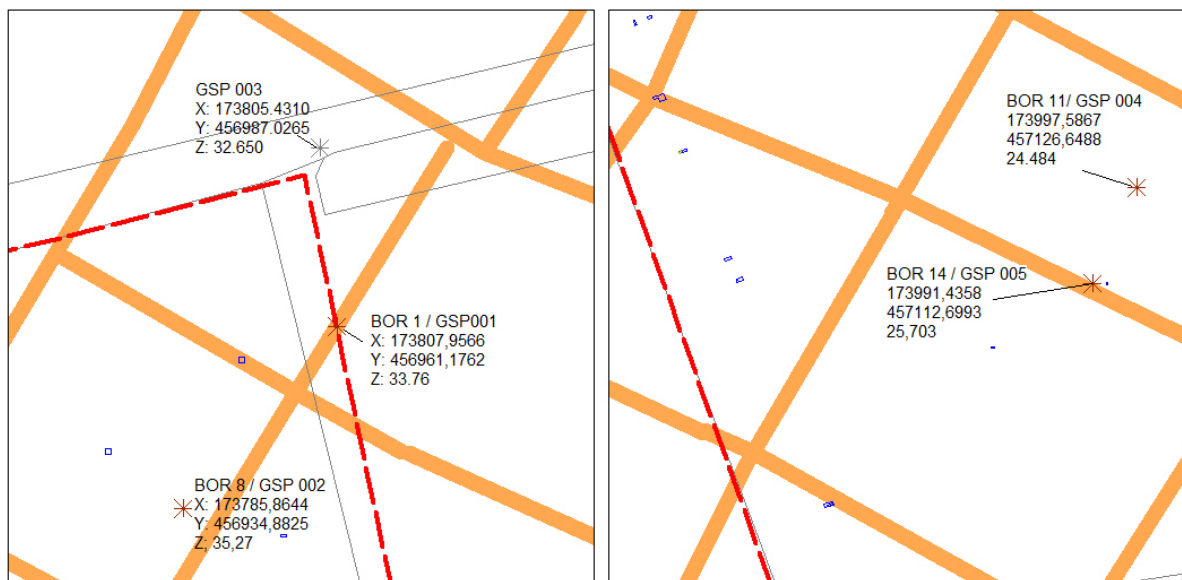 GSP 003
X: 173805.4310
Y: 456987.0265
Z: 32.650
BOR 1 / GSP001
X: 173807,9566
Y: 456961,1762
Z: 33.76
BOR 8 / GSP 002
X: 173785,8644
Y: 456934,8825
Z; 35,27
BOR 11/ GSP 004
173997,5867
457126,6488
24.484
BOR 14 / GSP 005
173991,4358
457112,6993
25,703